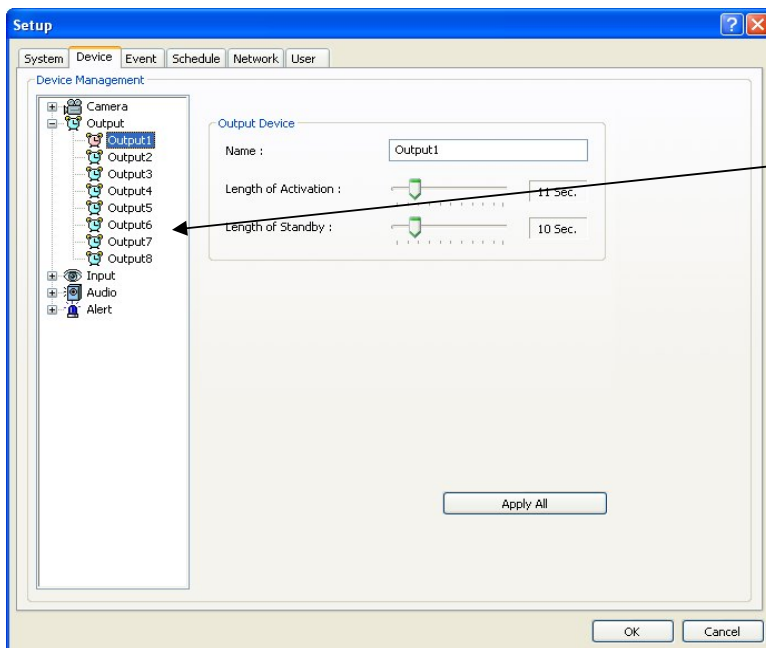 Setup
System Device Event Schedule Network User
Device Management
Camera
Output
Output1
Output2
Output3
Output4
Output5
Output6
Output7
Output8
Input
Audio
Alert
Output Device
Name : Output1
Length of Activation : 11 Sec.
Length of Standby : 10 Sec.
Apply All
OK Cancel